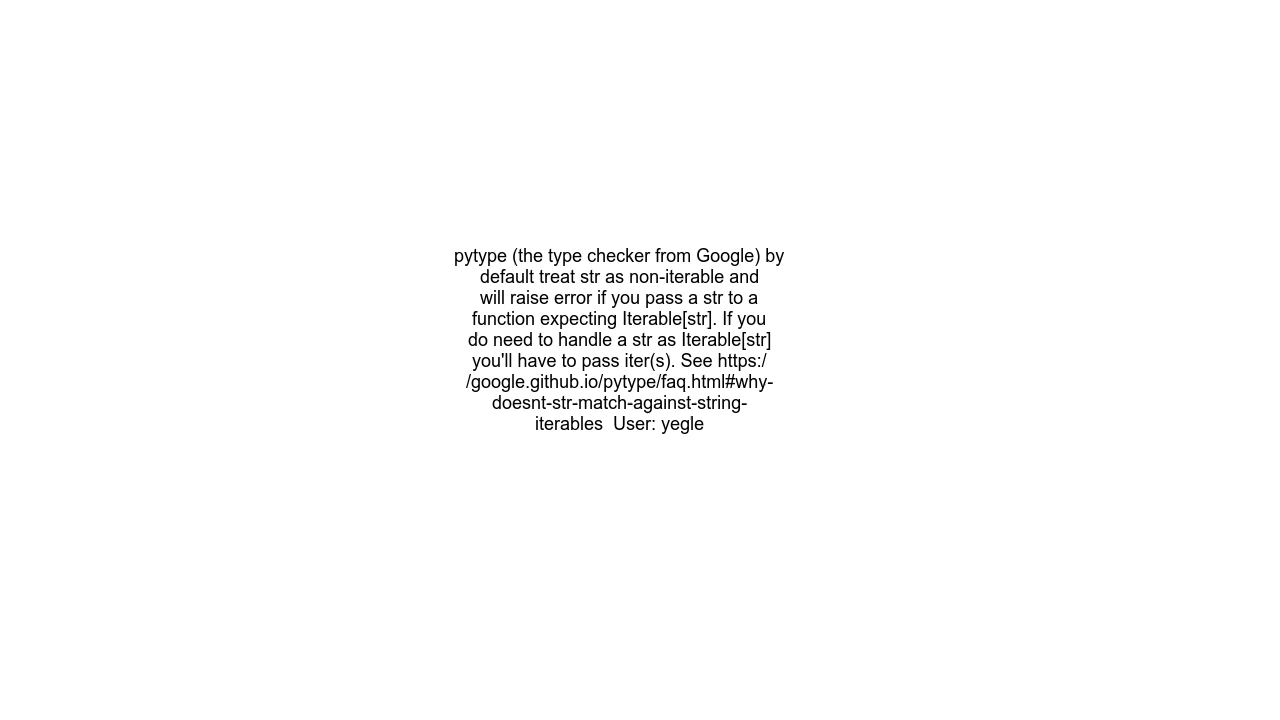 pytype (the type checker from Google) by
default treat str as non-iterable and
will raise error if you pass a str to a
function expecting Iterable[str]. If you
do need to handle a str as Iterable[str]
you'll have to pass iter(s). See https:/
/google.github.io/pytype/faq.html#why-
doesnt-str-match-against-string-
iterables  User: yegle